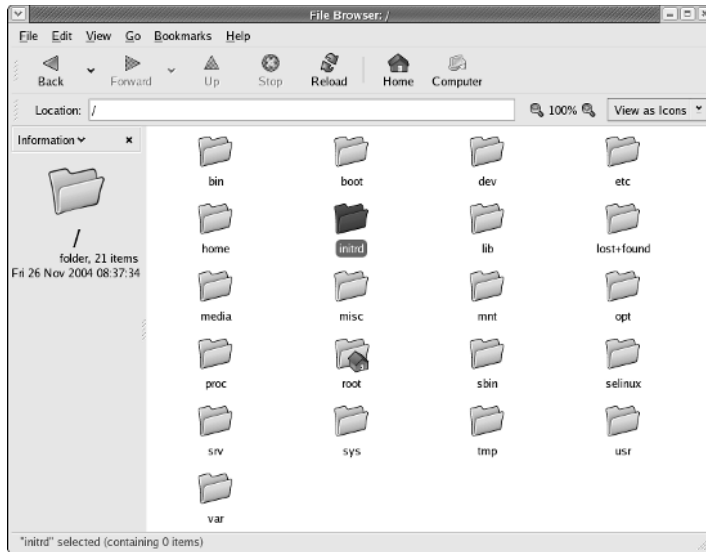 File Browser: /
File Edit View Go Bookmarks Help
Back Forward Up Stop Reload Home Computer
Location: / 100% View as Icons
Information
bin boot dev etc
home initrd lib lost+found
/
folder, 21 items
Fri 26 Nov 2004 08:37:34
media misc mnt opt
proc root sbin selinux
srv sys tmp usr
var
"initrd" selected (containing 0 items)